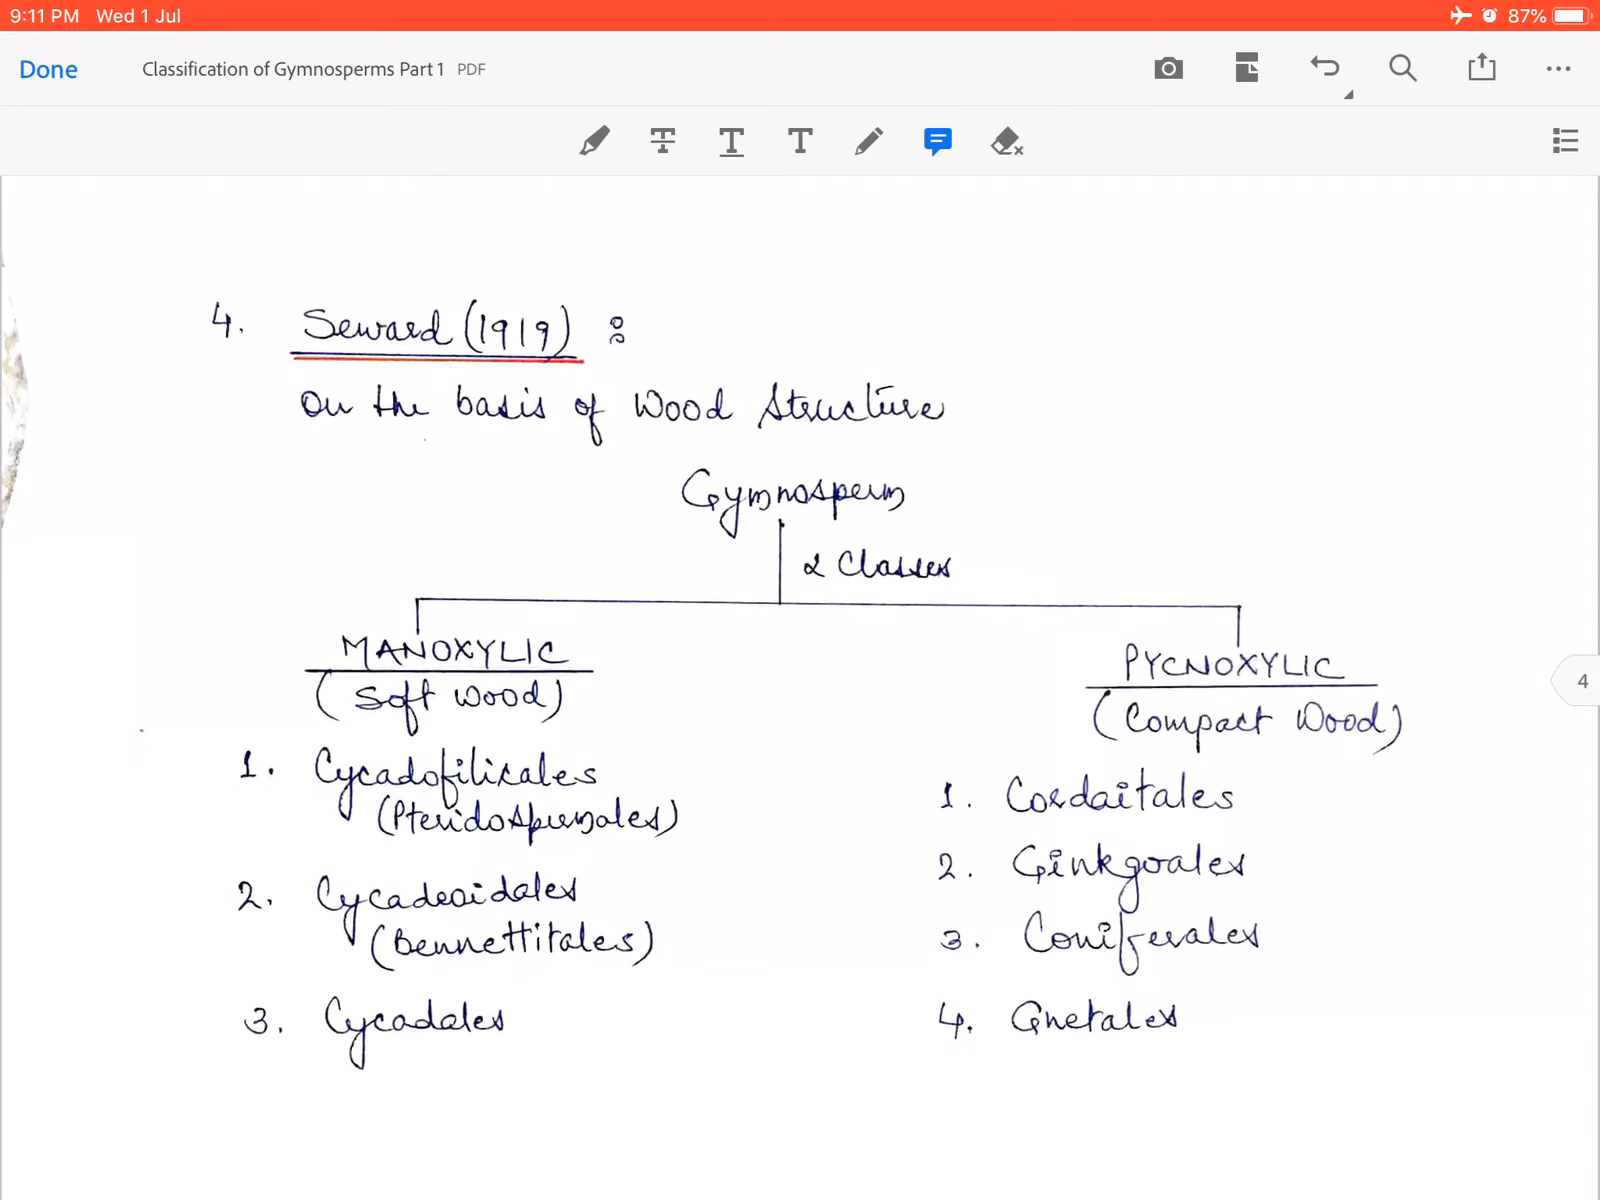 9:11 PM Wed 1 Jul 87%
Done Classification of Gymnosperms Part 1 PDF
4. Seward (1919) :
On the basis of Wood Structure
Gymnosperm
2 Classes
MANOXYLIC
(Soft Wood)
1. Cycadofilicales
(Pteridospermales)
2. Cycadeoidales
(Bennettitales)
3. Cycadales
PYCNOXYLIC
(Compact Wood)
1. Cordaitales
2. Ginkgoales
3. Coniferales
4. Gnetales
4